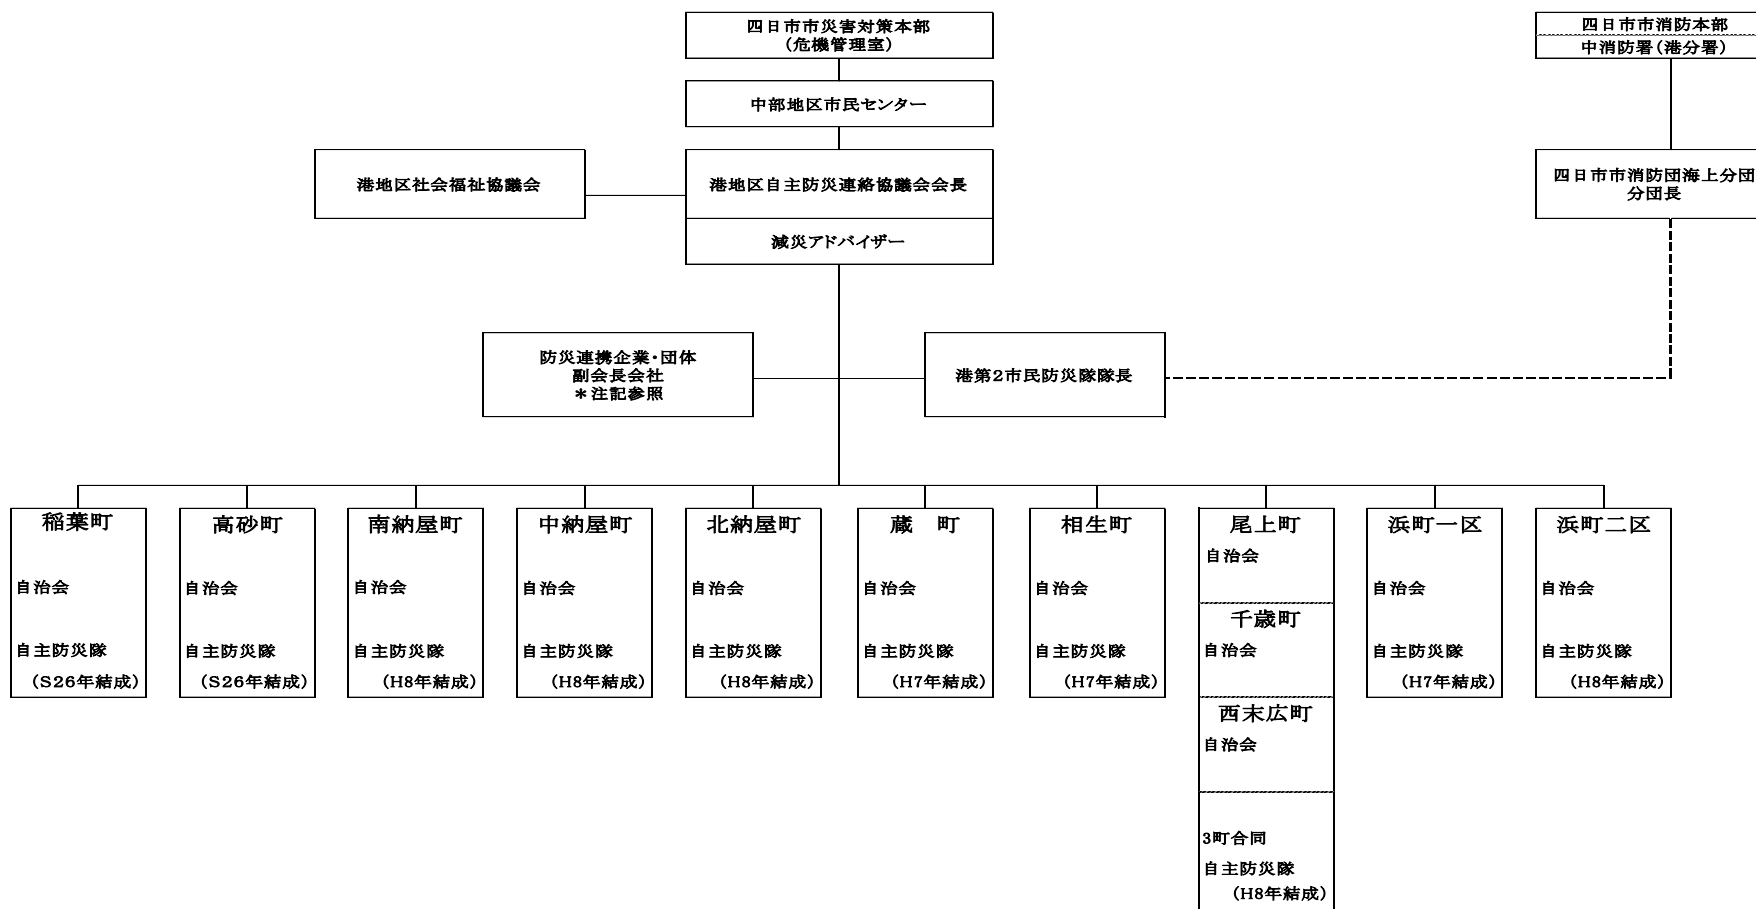 四日市市災害対策本部
(危機管理室)
四日市市消防本部
中消防署(港分署)
中部地区市民センター
港地区社会福祉協議会
港地区自主防災連絡協議会会長
減災アドバイザー
四日市市消防団海上分団
分団長
防災連携企業・団体
副会長会社
*注記参照
港第2市民防災隊隊長
稲葉町
自治会
自主防災隊
(S26年結成)
高砂町
自治会
自主防災隊
(S26年結成)
南納屋町
自治会
自主防災隊
(H8年結成)
中納屋町
自治会
自主防災隊
(H8年結成)
北納屋町
自治会
自主防災隊
(H8年結成)
蔵　町
自治会
自主防災隊
(H7年結成)
相生町
自治会
自主防災隊
(H7年結成)
尾上町
自治会
千歳町
自治会
西末広町
自治会
3町合同
自主防災隊
(H8年結成)
浜町一区
自治会
自主防災隊
(H7年結成)
浜町二区
自治会
自主防災隊
(H8年結成)